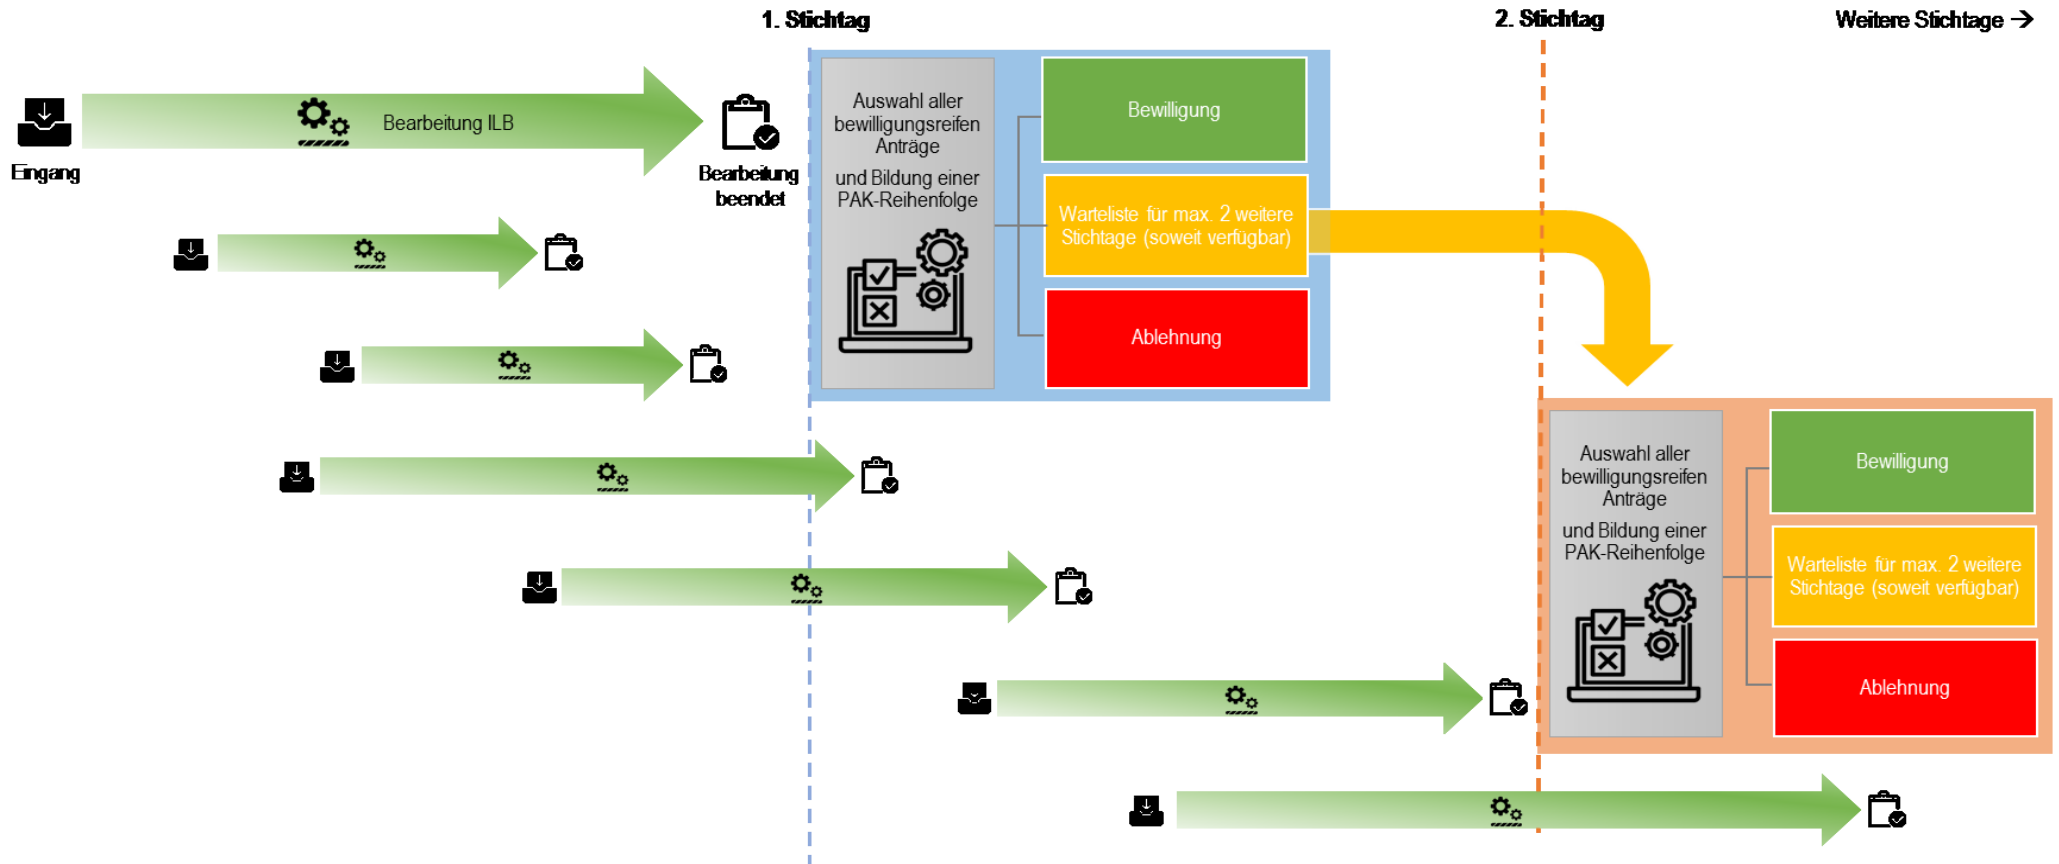 1. Stichtag
2. Stichtag
Weitere Stichtage →
Eingang
Bearbeitung ILB
Bearbeitung
beendet
Auswahl aller
bewilligungsreifen
Anträge
und Bildung einer
PAK-Reihenfolge
Bewilligung
Warteliste für max. 2 weitere
Stichtage (soweit verfügbar)
Ablehnung
Auswahl aller
bewilligungsreifen
Anträge
und Bildung einer
PAK-Reihenfolge
Bewilligung
Warteliste für max. 2 weitere
Stichtage (soweit verfügbar)
Ablehnung